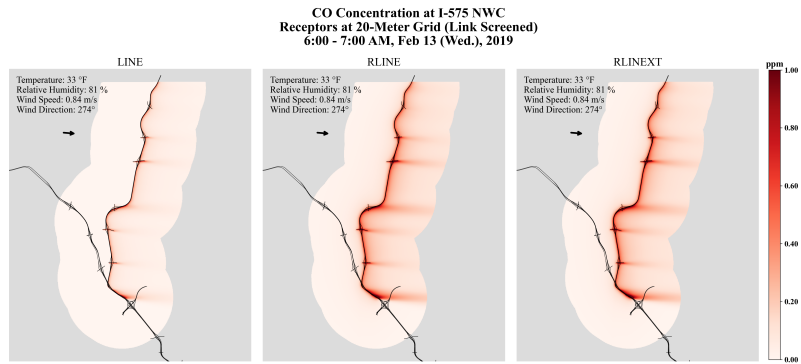 CO Concentration at I-575 NWC
Receptors at 20-Meter Grid (Link Screened)
6:00 - 7:00 AM, Feb 13 (Wed.), 2019
LINE
Temperature: 33 °F
Relative Humidity: 81 %
Wind Speed: 0.84 m/s
Wind Direction: 274°
RLINE
Temperature: 33 °F
Relative Humidity: 81 %
Wind Speed: 0.84 m/s
Wind Direction: 274°
RLINEXT
Temperature: 33 °F
Relative Humidity: 81 %
Wind Speed: 0.84 m/s
Wind Direction: 274°
ppm
1.00
0.80
0.60
0.40
0.20
0.00